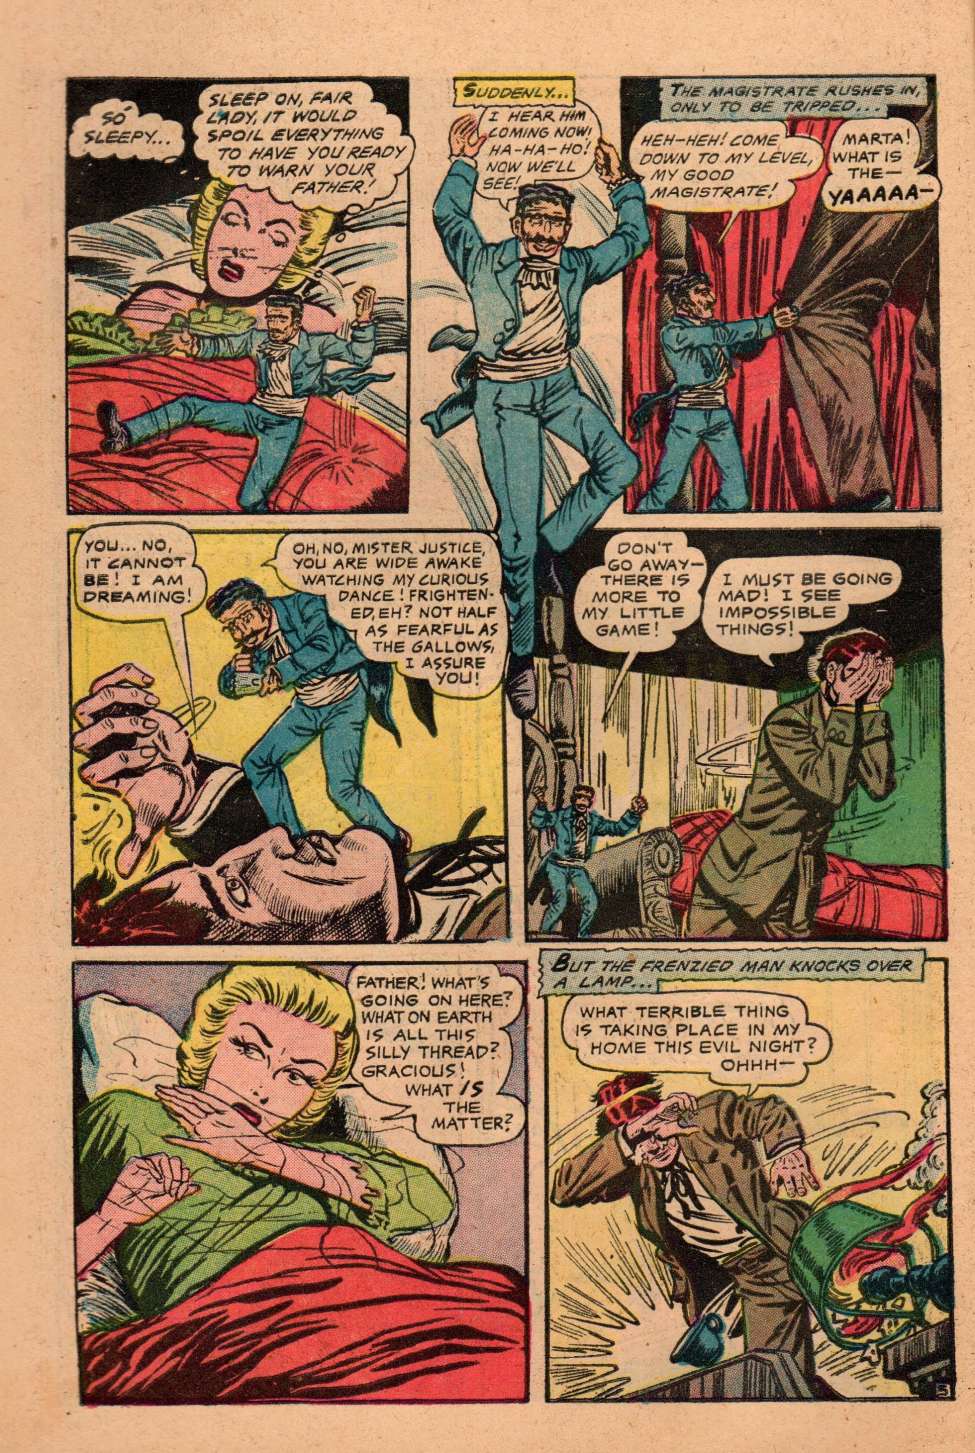 SO
SLEEPY...
SLEEP ON, FAIR
LADY, IT WOULD
SPOIL EVERYTHING
TO HAVE YOU READY
TO WARN YOUR
FATHER!
SUDDENLY...
I HEAR HIM
COMING NOW!
HA-HA-HO!
NOW WE'LL
SEE!
THE MAGISTRATE RUSHES IN,
ONLY TO BE TRIPPED...
HEH-HEH! COME
DOWN TO MY LEVEL,
MY GOOD
MAGISTRATE!
MARTA!
WHAT IS
THE—
YAAAAA—
YOU... NO,
IT CANNOT
BE! I AM
DREAMING!
OH, NO, MISTER JUSTICE,
YOU ARE WIDE AWAKE
WATCHING MY CURIOUS
DANCE! FRIGHTEN-
ED, EH? NOT HALF
AS FEARFUL AS
THE GALLOWS,
I ASSURE
YOU!
DON'T
GO AWAY—
THERE IS
MORE TO
MY LITTLE
GAME!
I MUST BE GOING
MAD! I SEE
IMPOSSIBLE
THINGS!
FATHER! WHAT'S
GOING ON HERE?
WHAT ON EARTH
IS ALL THIS
SILLY THREAD?
GRACIOUS!
WHAT IS
THE
MATTER?
BUT THE FRENZIED MAN KNOCKS OVER
A LAMP...
WHAT TERRIBLE THING
IS TAKING PLACE IN MY
HOME THIS EVIL NIGHT?
OHHH—
5